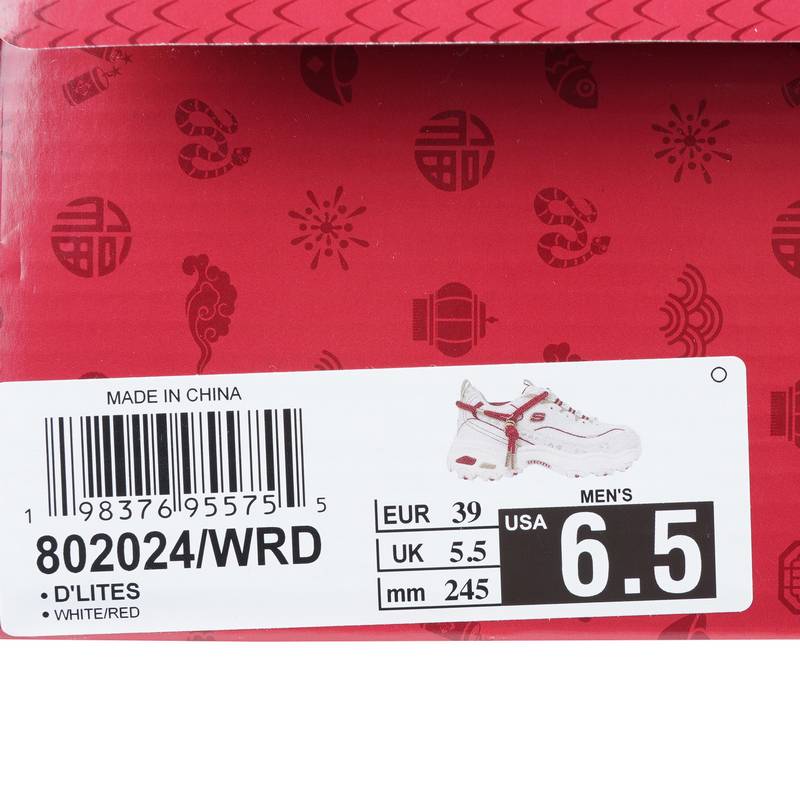 MADE IN CHINA
1 98376 95575 5
802024/WRD
• D'LITES
• WHITE/RED
EUR 39
UK 5.5
mm 245
MEN'S
USA 6.5